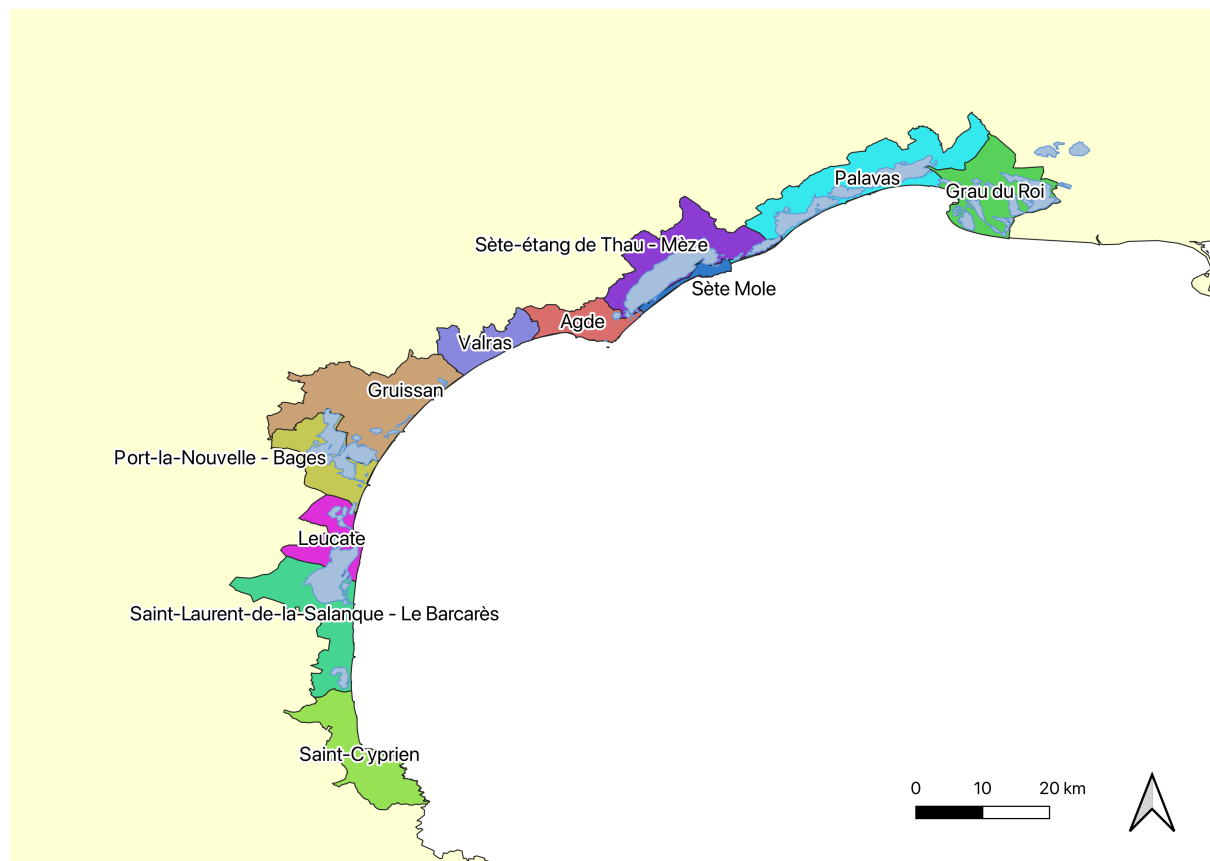 Palavas
Grau du Roi
Sète-étang de Thau - Mèze
Sète Mole
Agde
Valras
Gruissan
Port-la-Nouvelle - Bages
Leucate
Saint-Laurent-de-la-Salanque - Le Barcarès
Saint-Cyprien
0 10 20 km